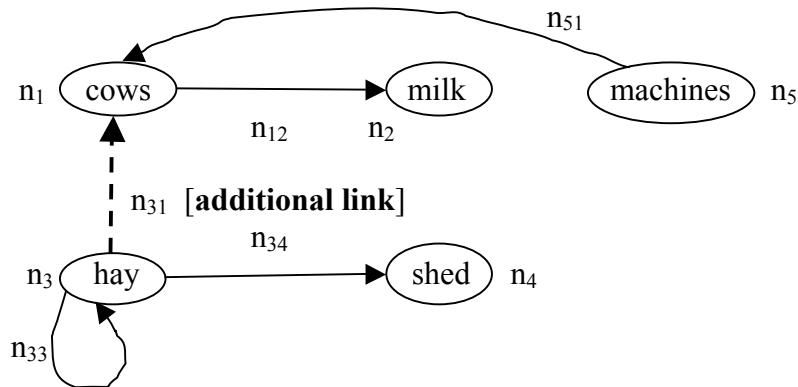 n51
n1 cows milk machines n5
n12 n2
n31 [additional link]
n34
n3 hay shed n4
n33